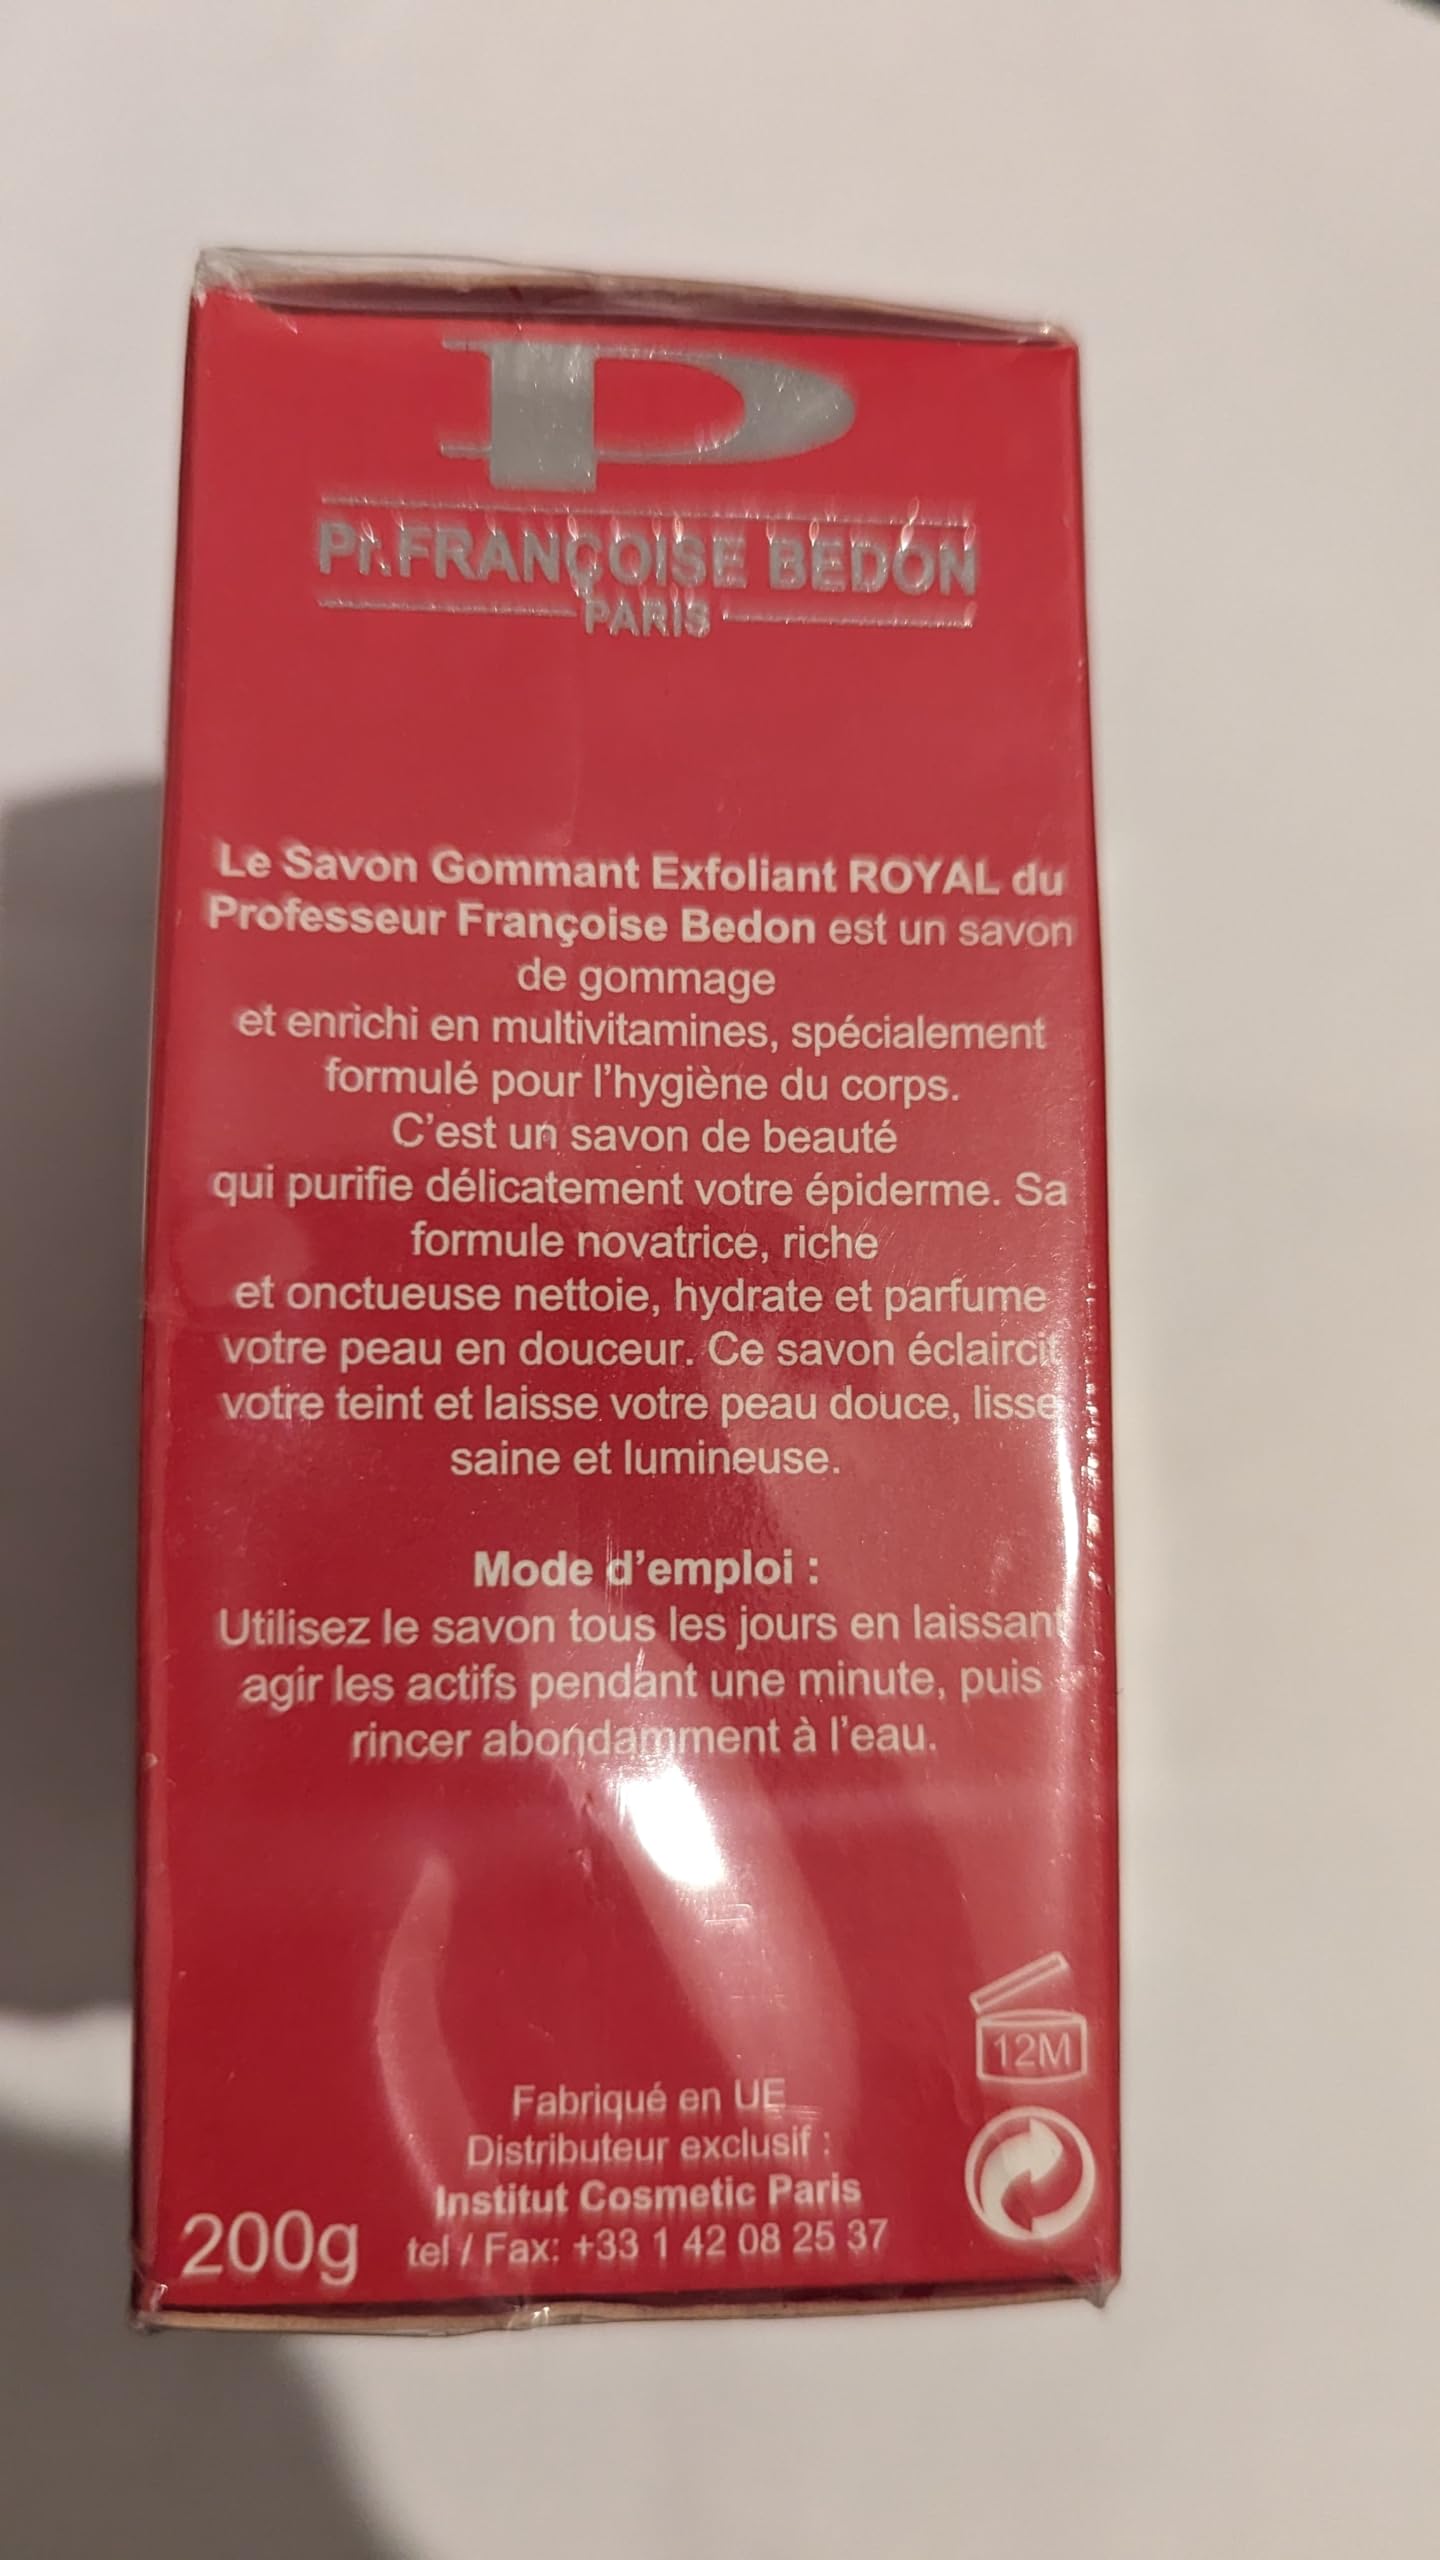 P
Pr.FRANÇOISE BEDON
PARIS
Le Savon Gommant Exfoliant ROYAL du
Professeur Françoise Bedon est un savon
de gommage
et enrichi en multivitamines, spécialement
formulé pour l'hygiène du corps.
C'est un savon de beauté
qui purifie délicatement votre épiderme. Sa
formule novatrice, riche
et onctueuse nettoie, hydrate et parfume
votre peau en douceur. Ce savon éclaircit
votre teint et laisse votre peau douce, lisse
saine et lumineuse.
Mode d'emploi :
Utilisez le savon tous les jours en laissant
agir les actifs pendant une minute, puis
rincer abondamment à l'eau.
12M
Fabriqué en UE
Distributeur exclusif :
Institut Cosmetic Paris
200g
tel / Fax: +33 1 42 08 25 37